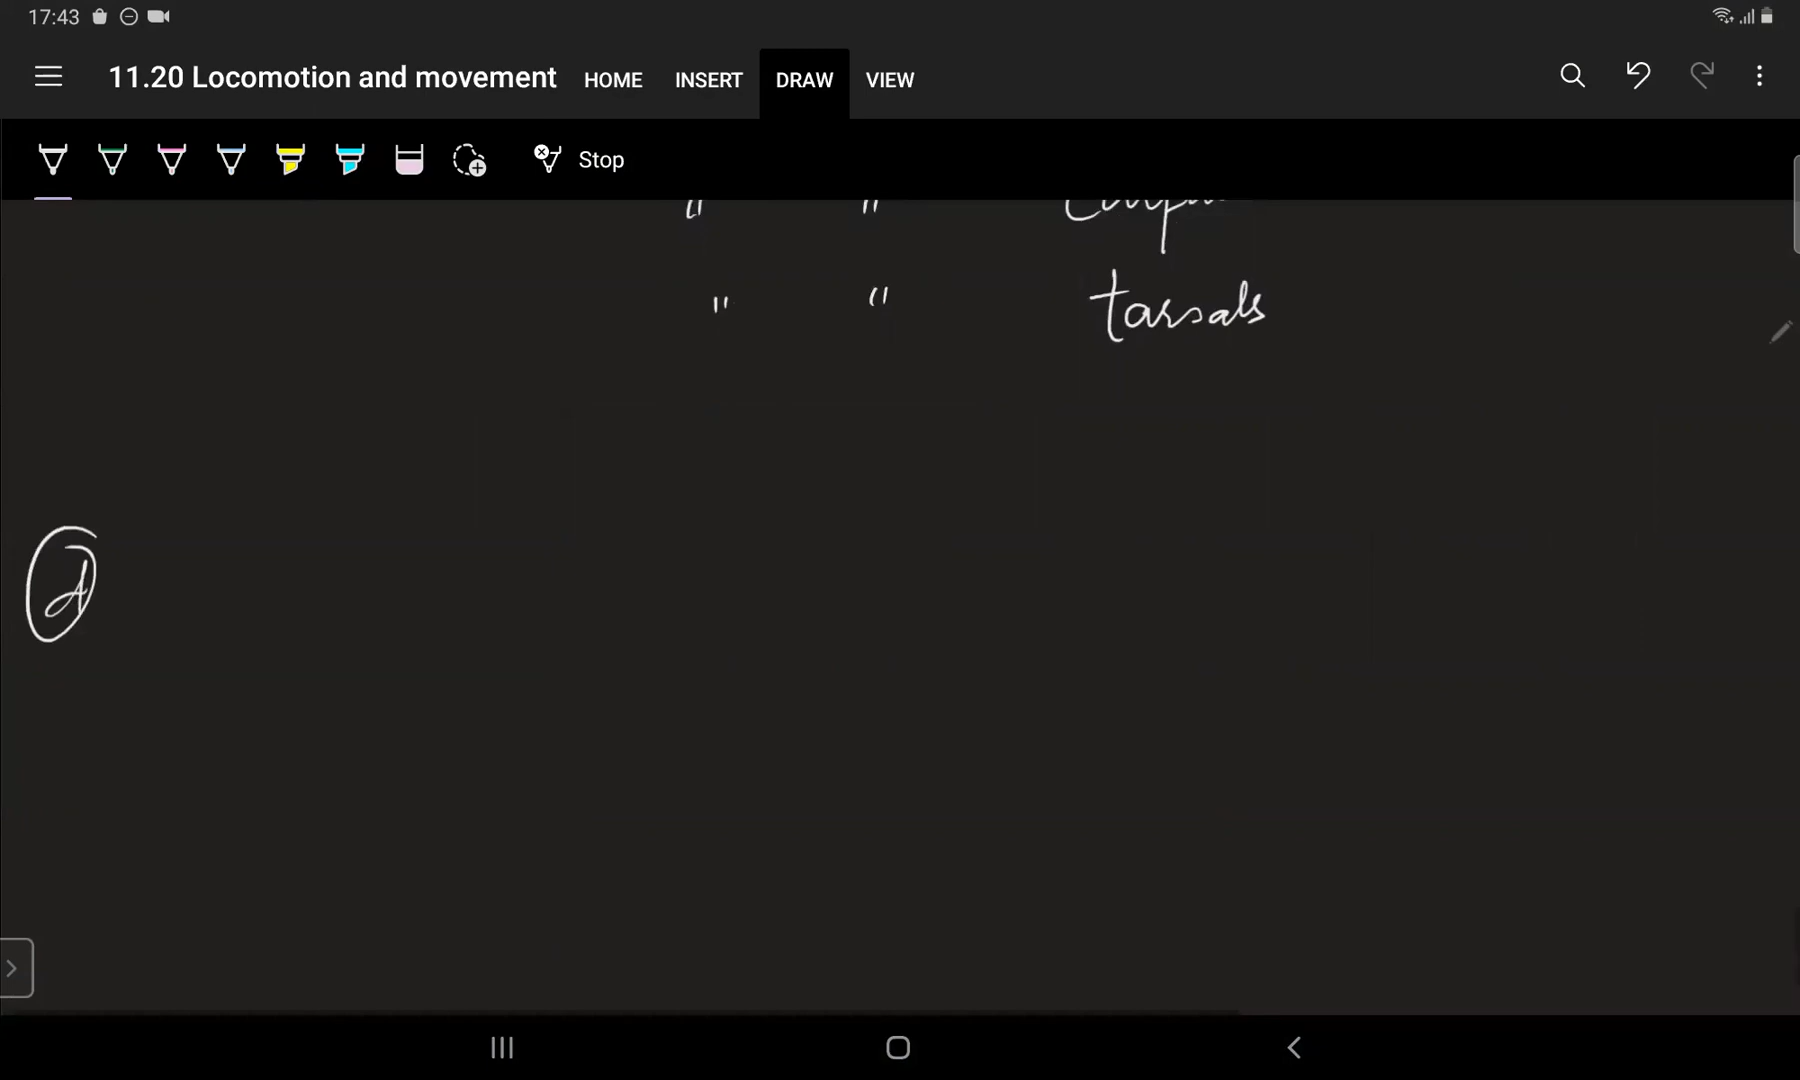 17:43
11.20 Locomotion and movement HOME INSERT DRAW VIEW
Stop
" "
" " tarsals